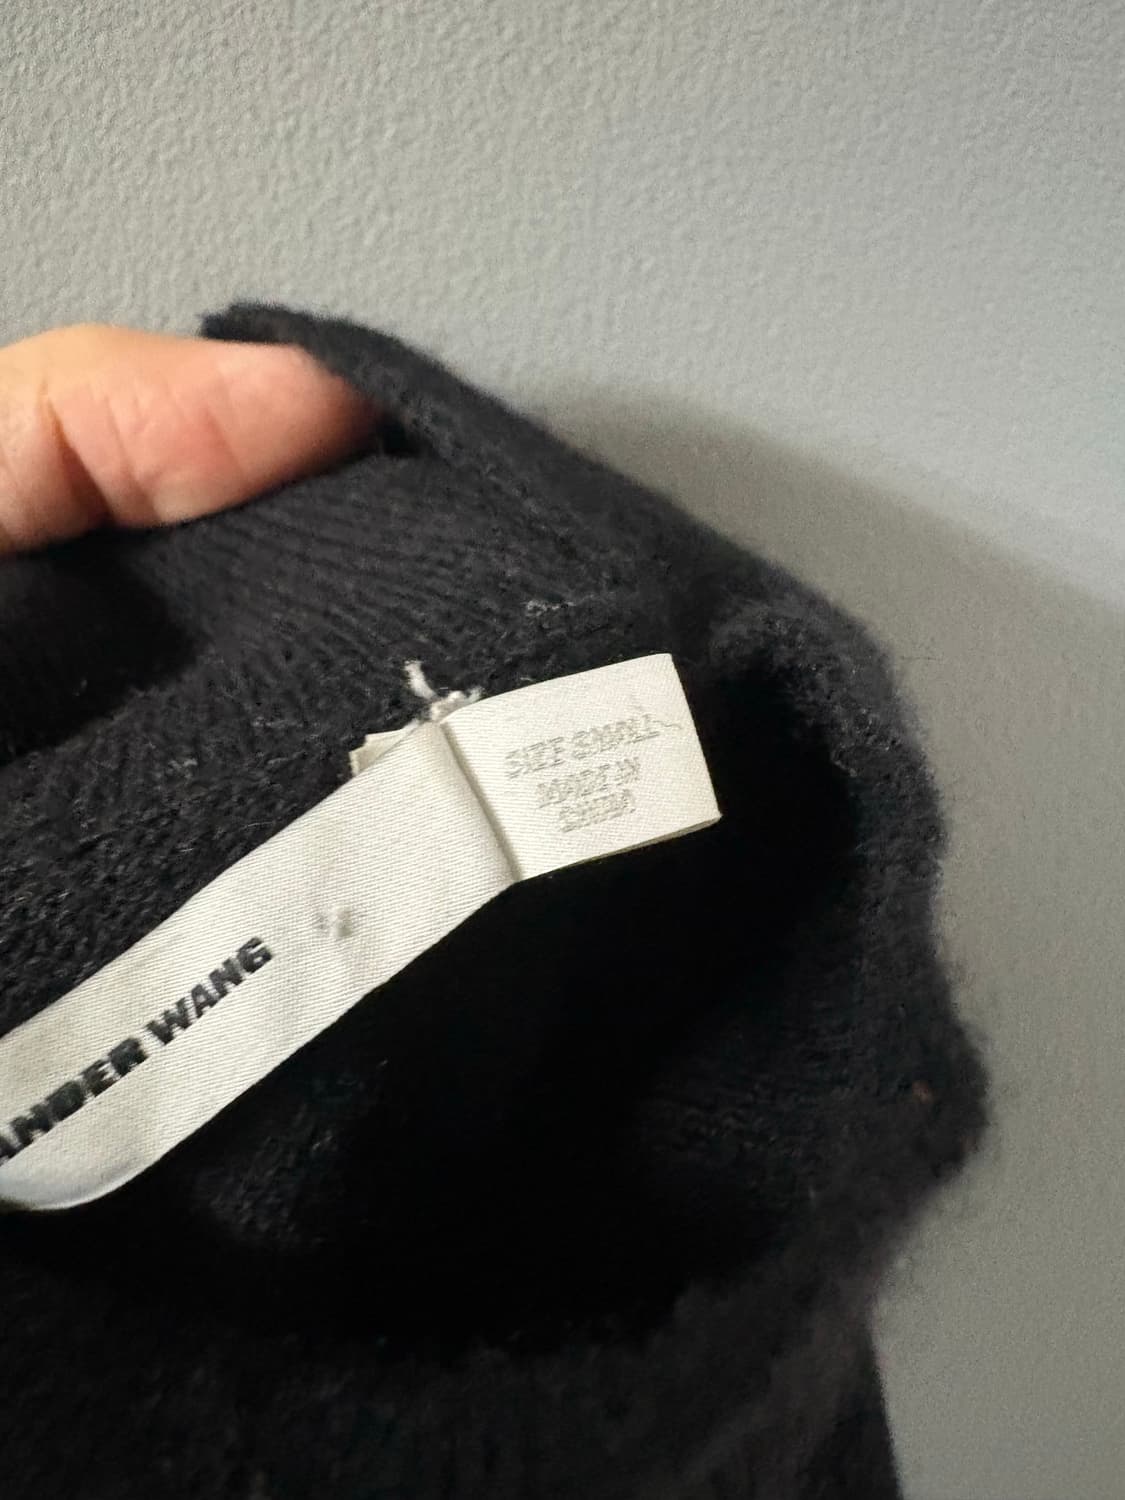 ANDER WANG
SIZE SMALL
MADE IN
CHINA